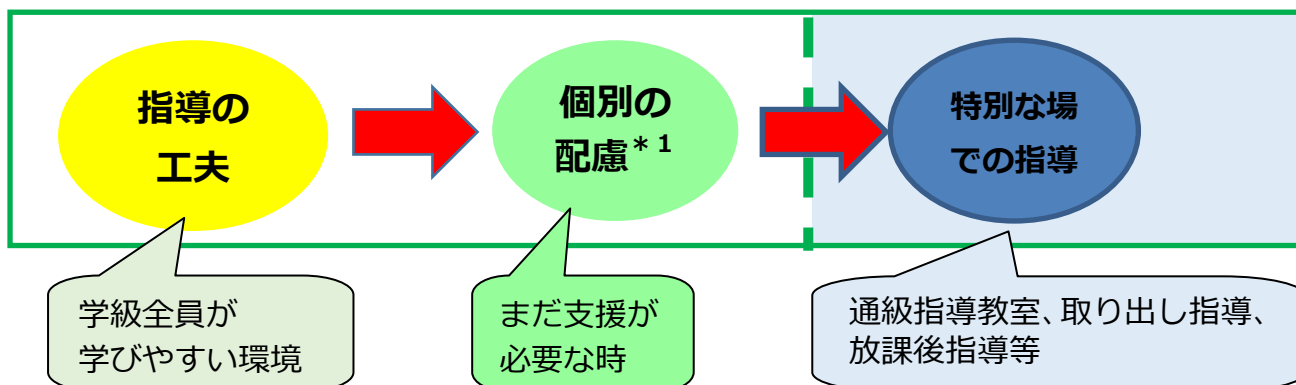 指導の
工夫
個別の
配慮＊１
特別な場
での指導
学級全員が
学びやすい環境
まだ支援が
必要な時
通級指導教室、取り出し指導、
放課後指導等